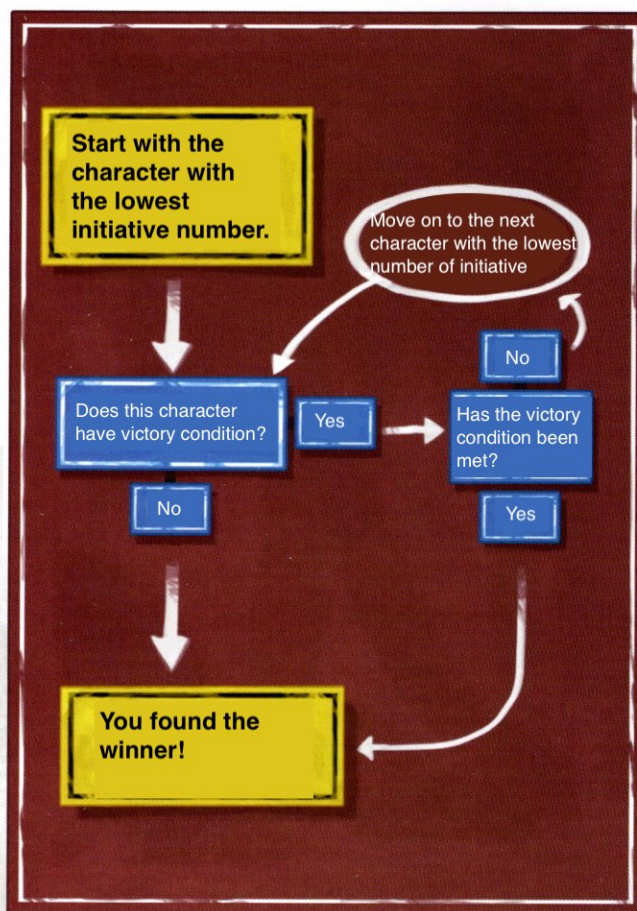 Start with the
character with
the lowest
initiative number.
Move on to the next
character with the lowest
number of initiative
No
Does this character
have victory condition?
Yes
Has the victory
condition been
met?
No
Yes
You found the
winner!